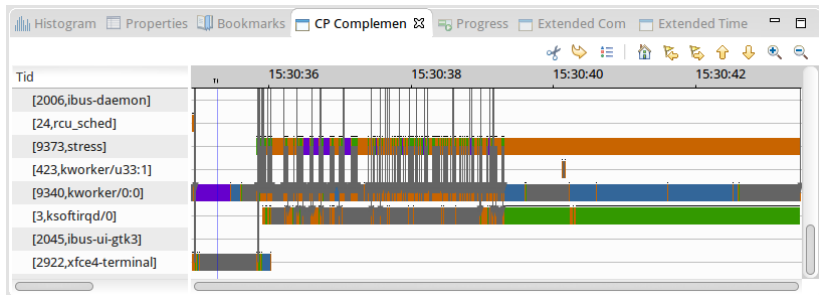 Histogram Properties Bookmarks CP Complemen Progress Extended Com Extended Time
Tid
15:30:36 15:30:38 15:30:40 15:30:42
[2006,ibus-daemon]
[24,rcu_sched]
[9373,stress]
[423,kworker/u33:1]
[9340,kworker/0:0]
[3,ksoftirqd/0]
[2045,ibus-ui-gtk3]
[2922,xfce4-terminal]